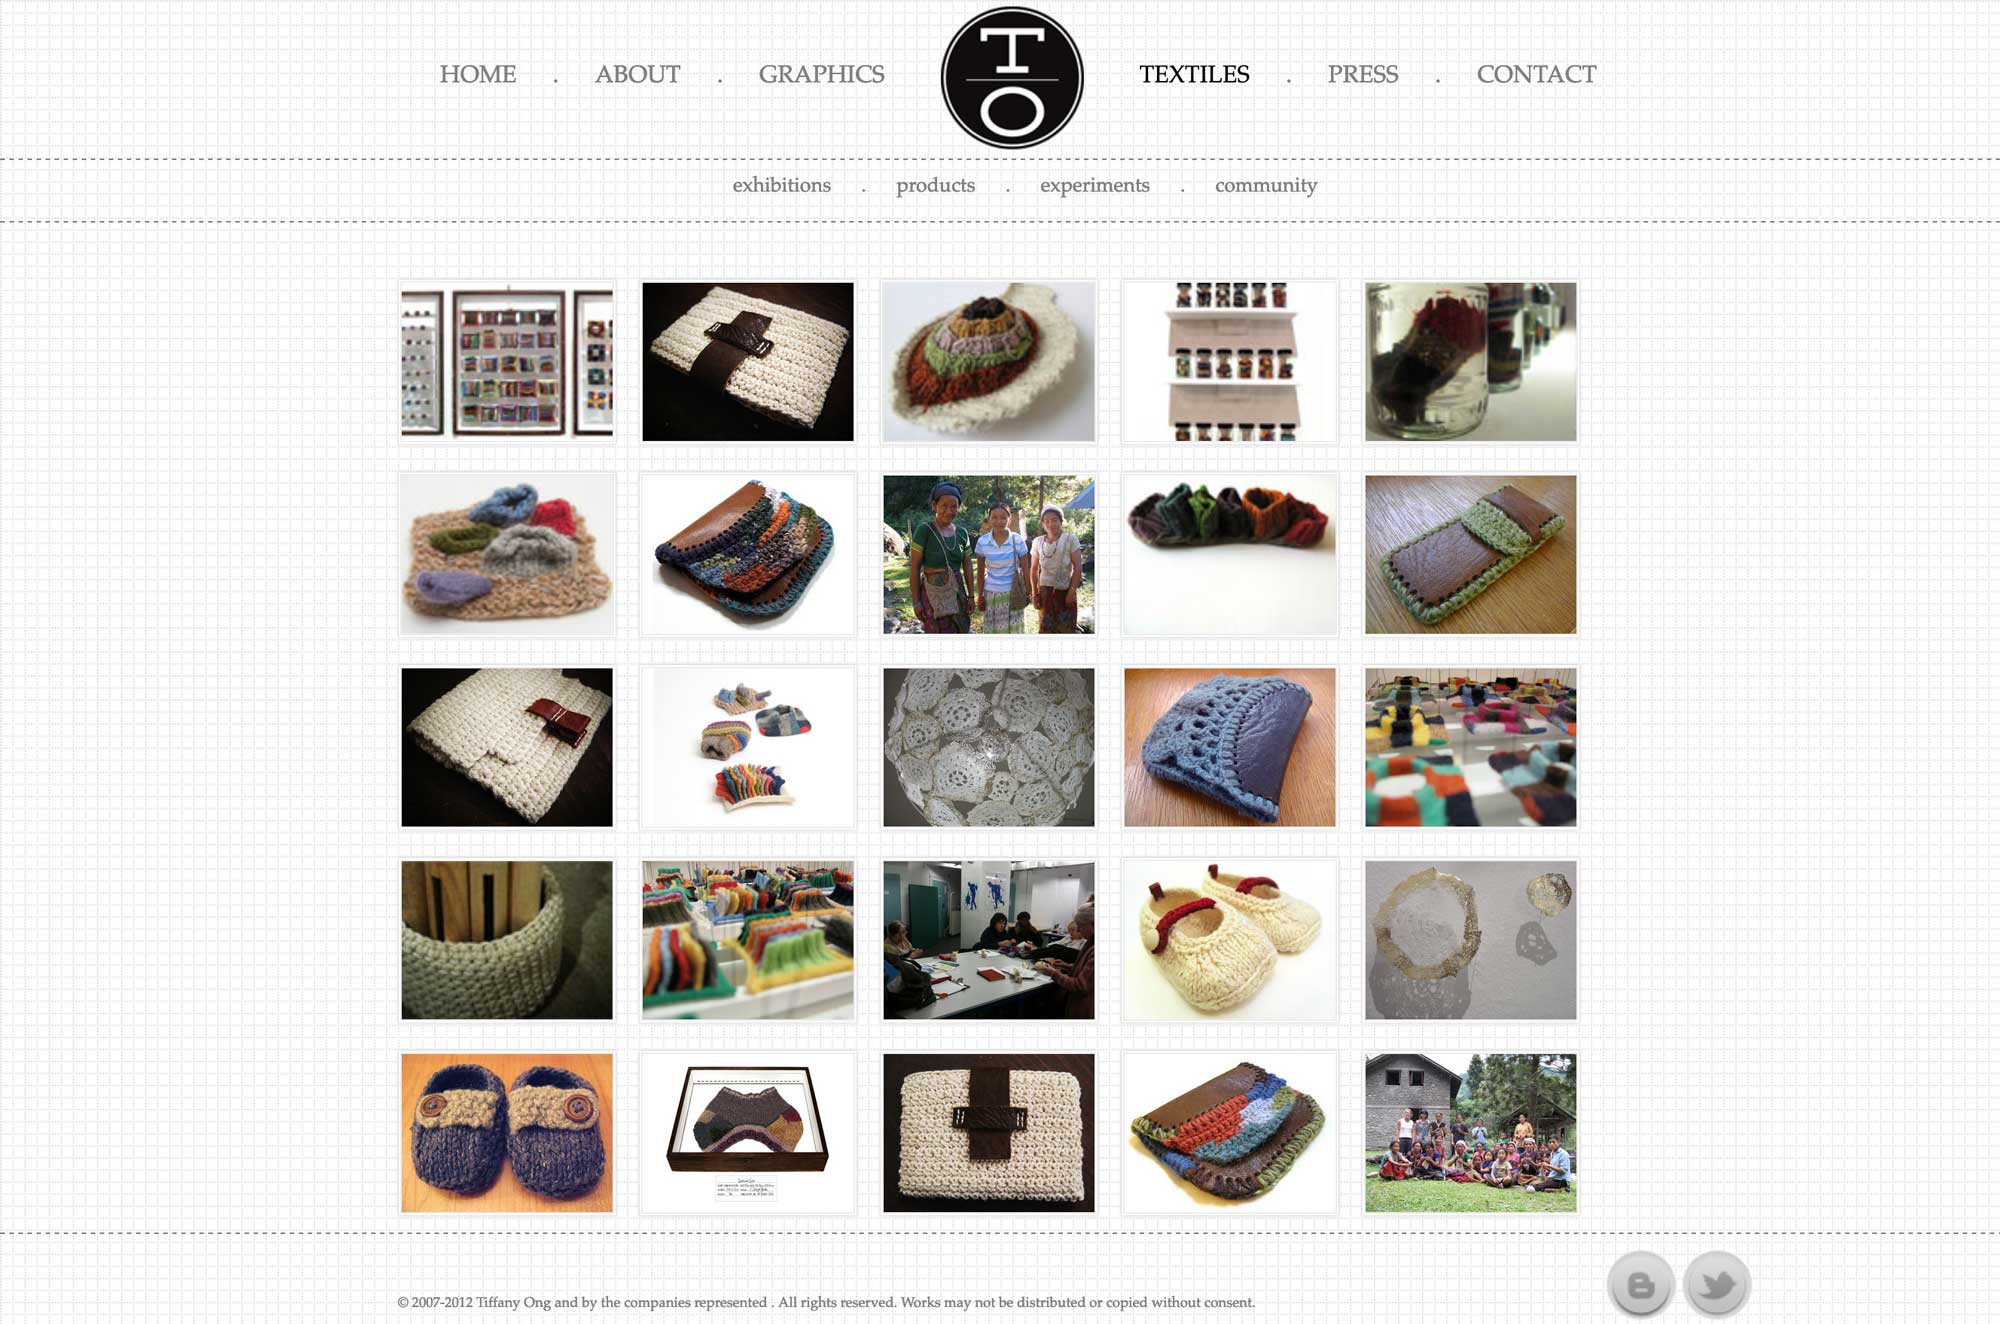 HOME . ABOUT . GRAPHICS
T
O
TEXTILES . PRESS . CONTACT
exhibitions . products . experiments . community
© 2007-2012 Tiffany Ong and by the companies represented . All rights reserved. Works may not be distributed or copied without consent.